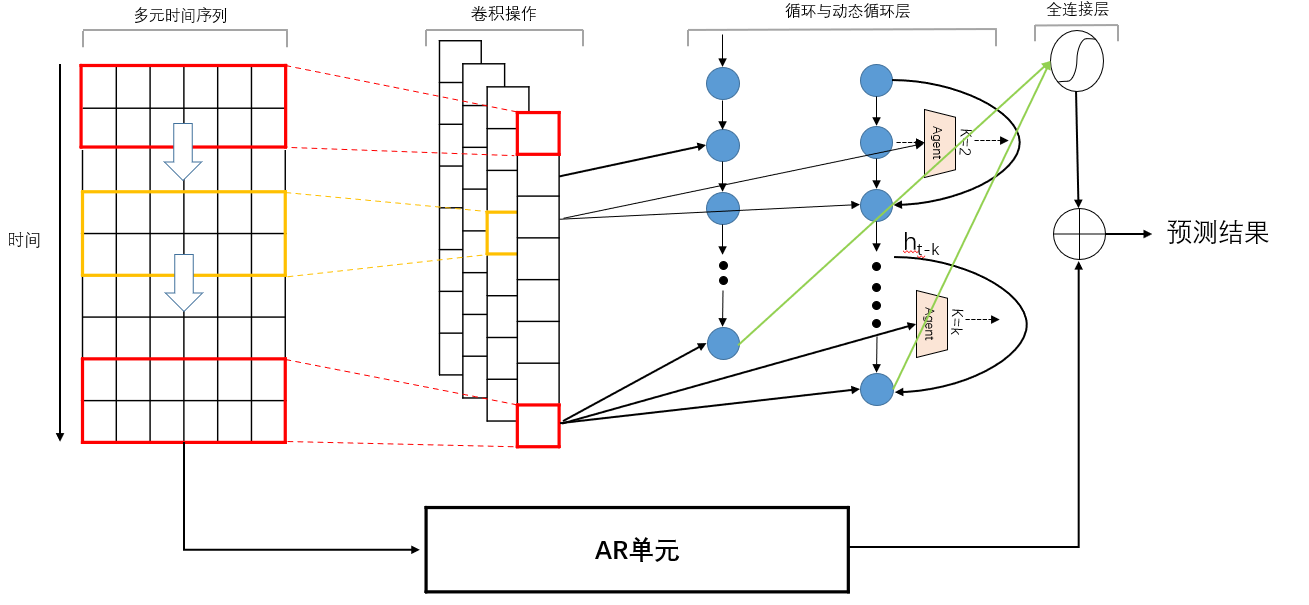 多元时间序列
卷积操作
循环与动态循环层
全连接层
时间
Agent
K=2
h_{t-k}
Agent
K=k
预测结果
AR单元